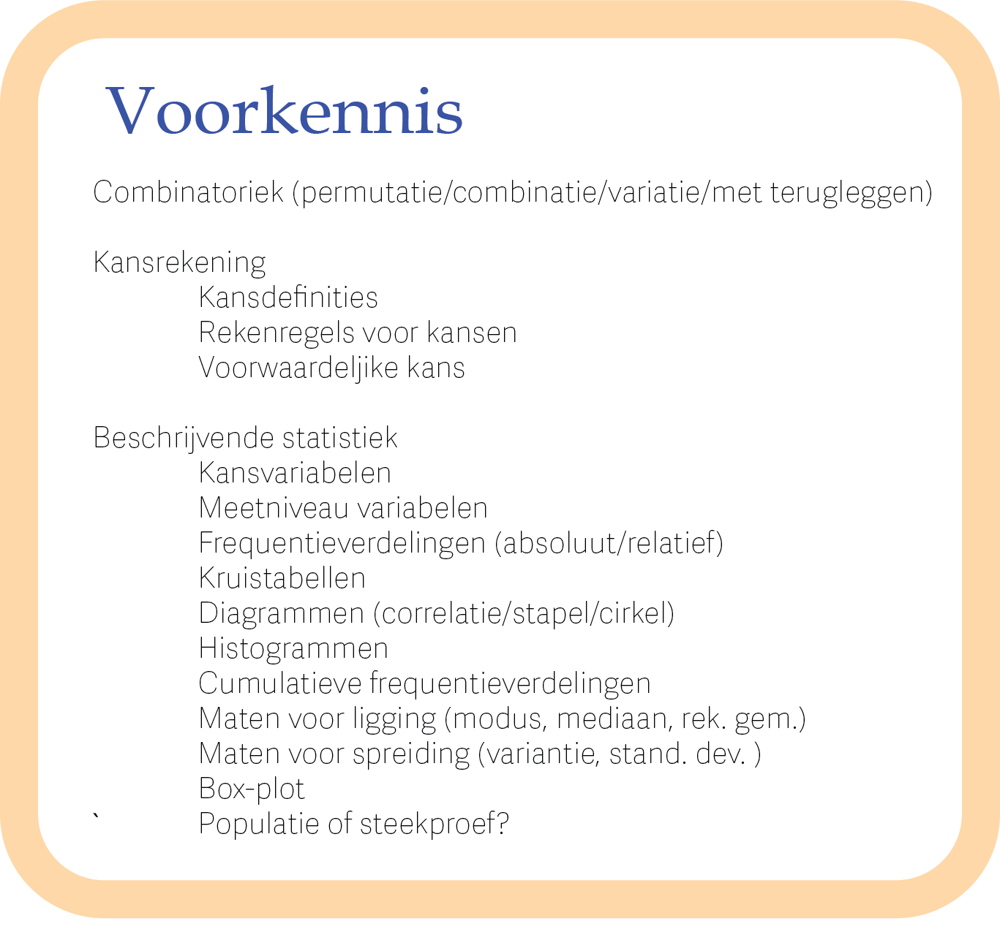 Voorkennis
Combinatoriek (permutatie/combinatie/variatie/met terugleggen)
Kansrekening
Kansdefinities
Rekenregels voor kansen
Voorwaardeljike kans
Beschrijvende statistiek
Kansvariabelen
Meetniveau variabelen
Frequentieverdelingen (absoluut/relatief)
Kruistabellen
Diagrammen (correlatie/stapel/cirkel)
Histogrammen
Cumulatieve frequentieverdelingen
Maten voor ligging (modus, mediaan, rek. gem.)
Maten voor spreiding (variantie, stand. dev. )
Box-plot
` Populatie of steekproef?